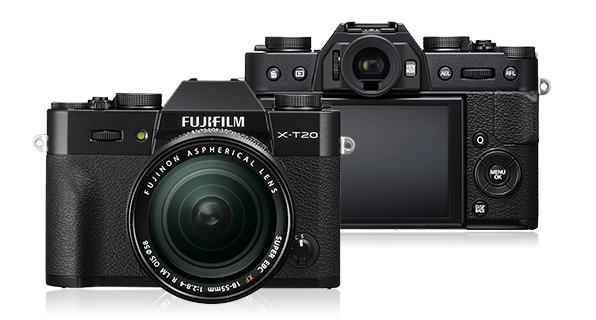 FUJIFILM
X-T20
FUJINON ASPHERICAL LENS
SUPER EBC XF 18-55mm 1:2.8-4 R LM OIS Ø58
C S
AEL
AFL
Q
MENU
OK
DISP
BACK